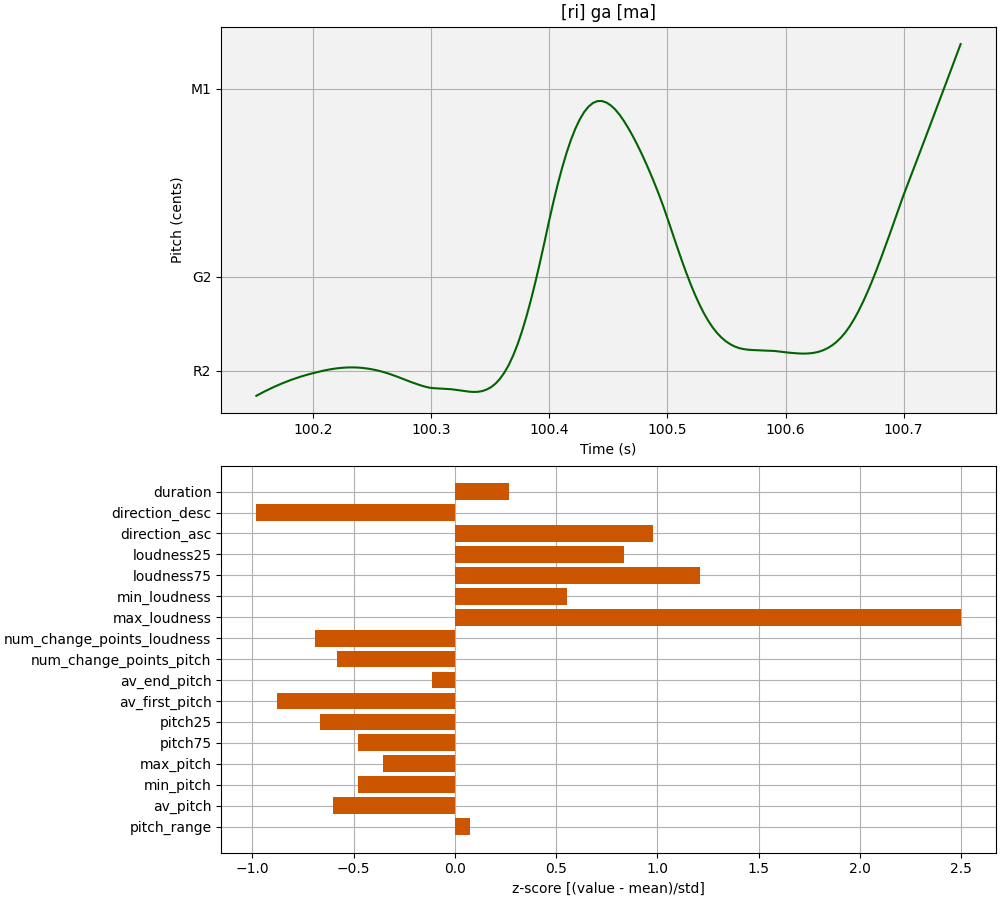 [ri] ga [ma]
M1
G2
R2
Pitch (cents)
100.2 100.3 100.4 100.5 100.6 100.7
Time (s)
duration
direction_desc
direction_asc
loudness25
loudness75
min_loudness
max_loudness
num_change_points_loudness
num_change_points_pitch
av_end_pitch
av_first_pitch
pitch25
pitch75
max_pitch
min_pitch
av_pitch
pitch_range
−1.0 −0.5 0.0 0.5 1.0 1.5 2.0 2.5
z-score [(value - mean)/std]